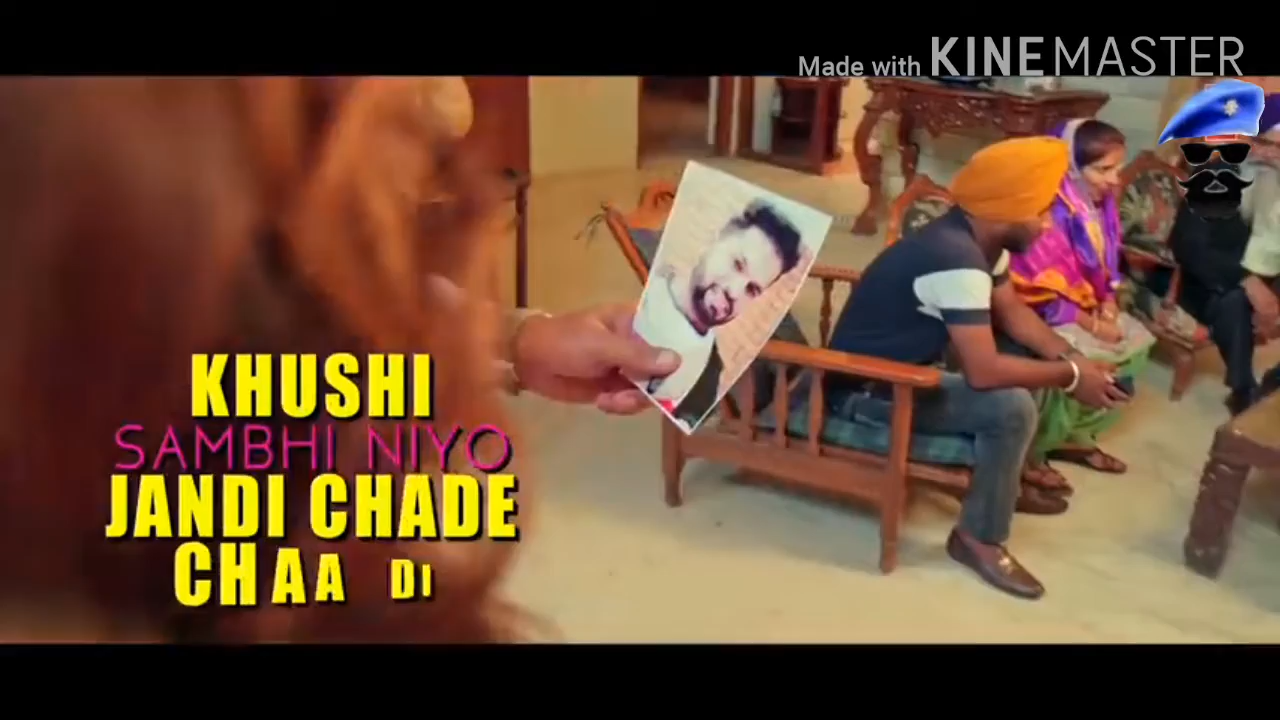 Made with KINEMASTER
KHUSHI
SAMBHI NIYO
JANDI CHADE
CHAA DI